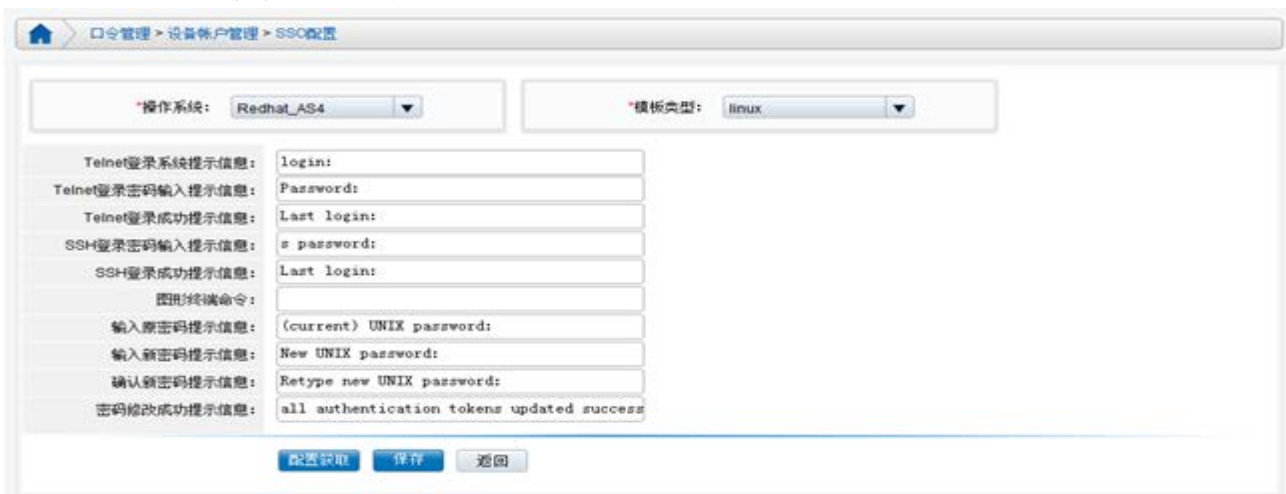 口令管理 > 设备帐户管理 > SSO配置
*操作系统: Redhat_AS4 *模板类型: linux
Telnet登录系统提示信息: login:
Telnet登录密码输入提示信息: Password:
Telnet登录成功提示信息: Last login:
SSH登录密码输入提示信息: s password:
SSH登录成功提示信息: Last login:
图形终端命令:
输入原密码提示信息: (current) UNIX password:
输入新密码提示信息: New UNIX password:
确认新密码提示信息: Retype new UNIX password:
密码修改成功提示信息: all authentication tokens updated success
配置获取 保存 返回